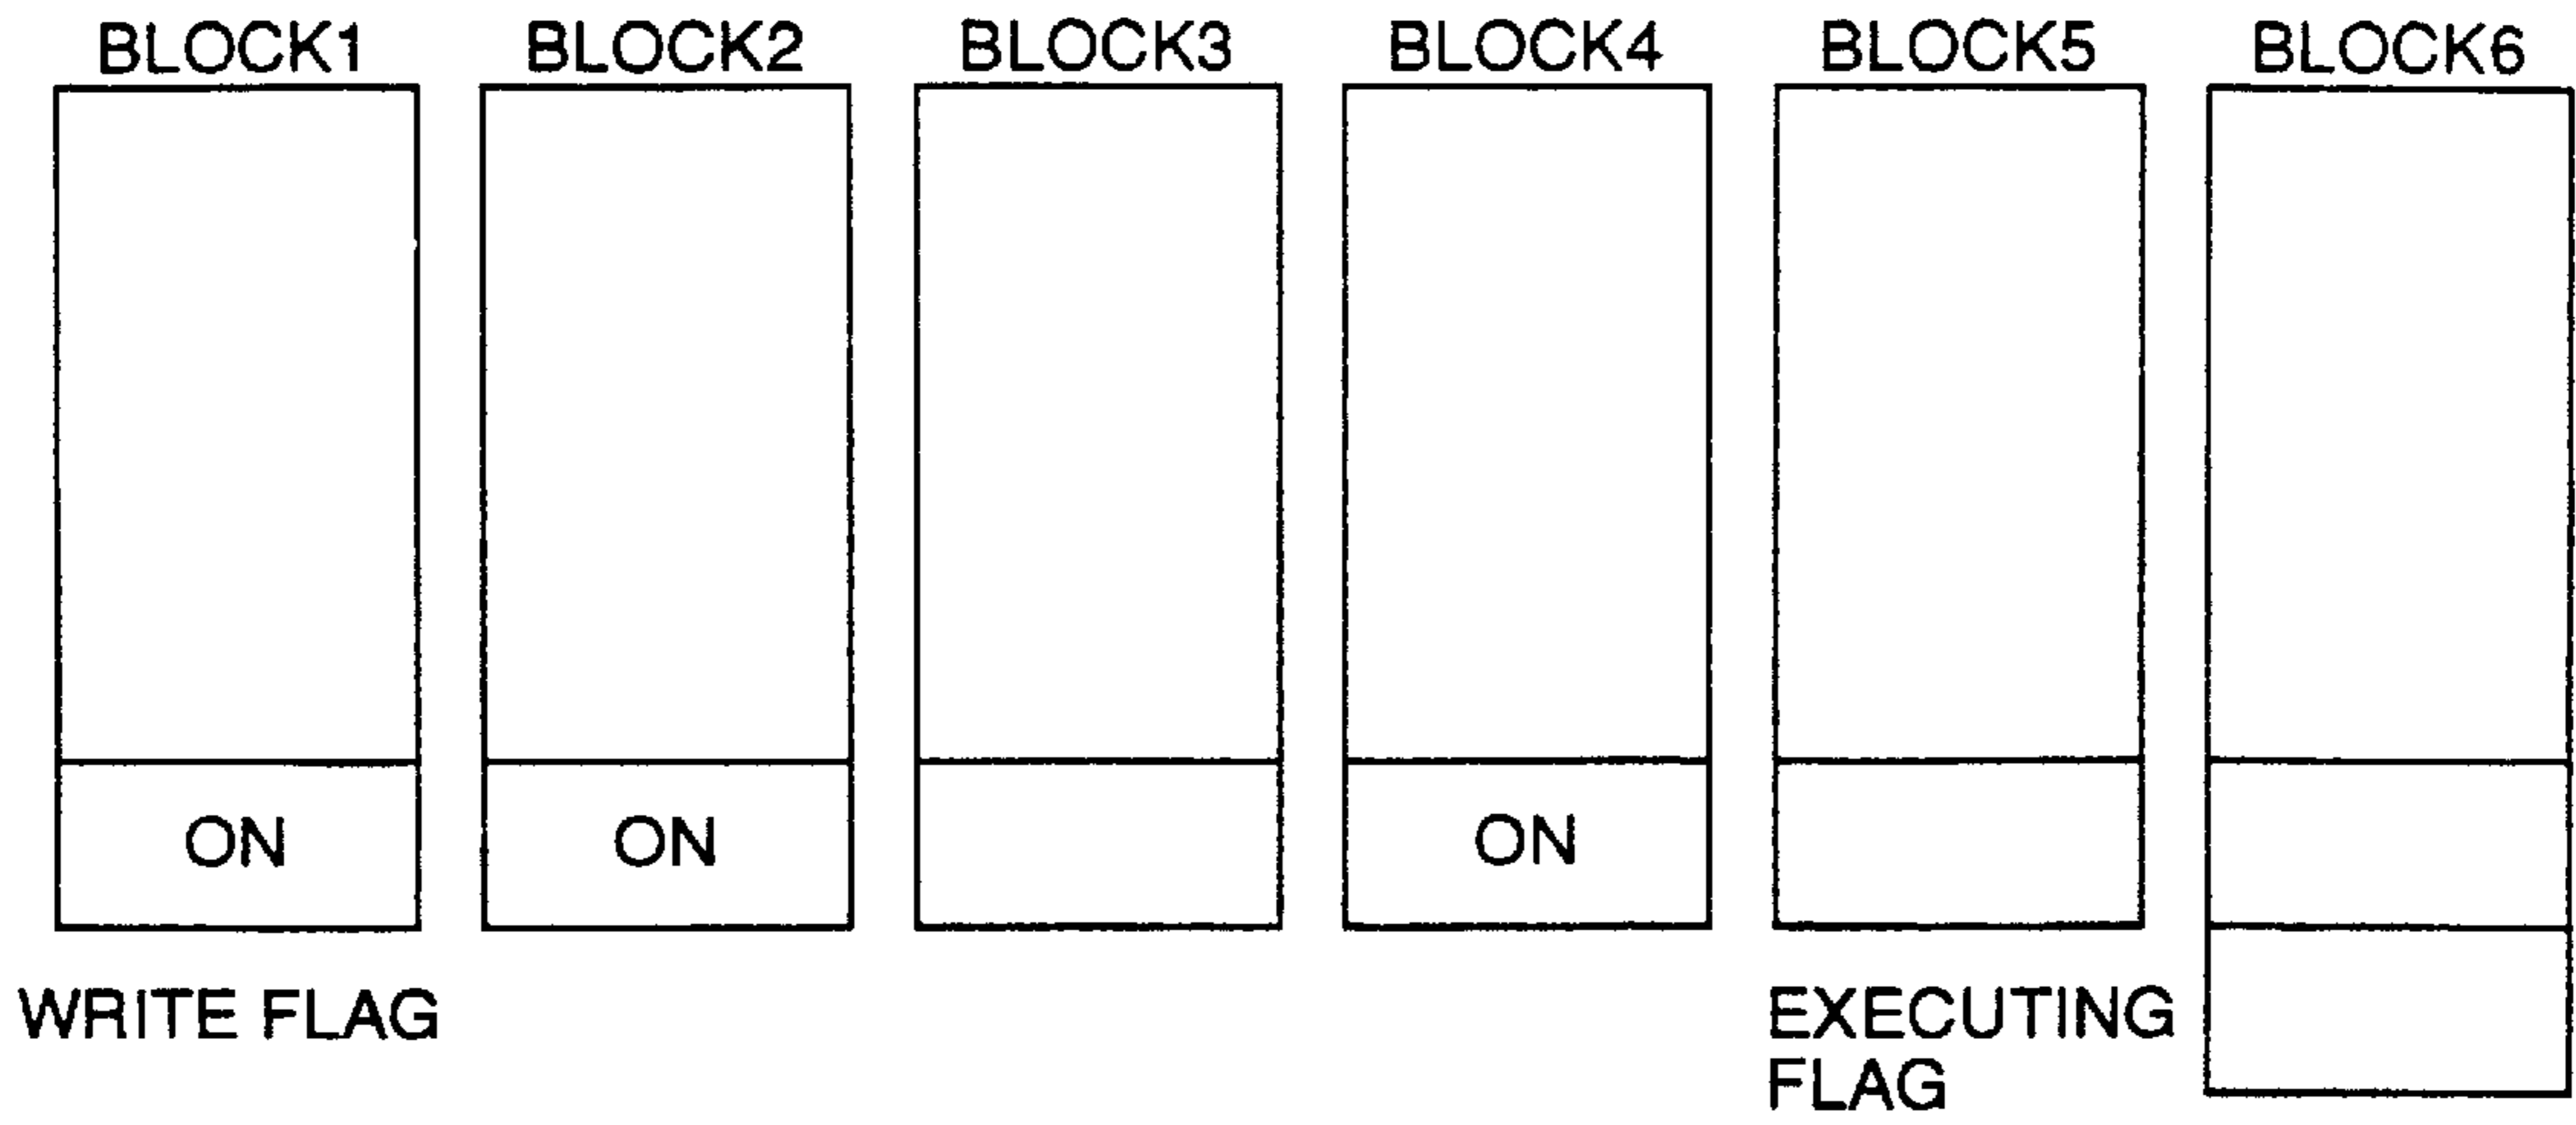 BLOCK1 BLOCK2 BLOCK3 BLOCK4 BLOCK5 BLOCK6
ON ON ON
WRITE FLAG EXECUTING
FLAG